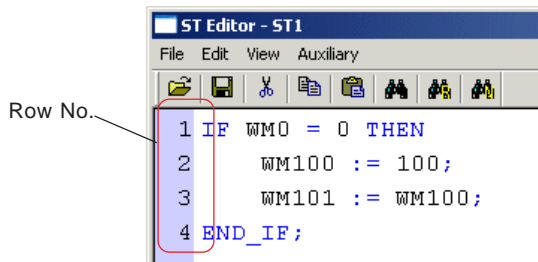 ST Editor - ST1
File Edit View Auxiliary
Row No.
1 IF WM0 = 0 THEN
2 WM100 := 100;
3 WM101 := WM100;
4 END_IF;